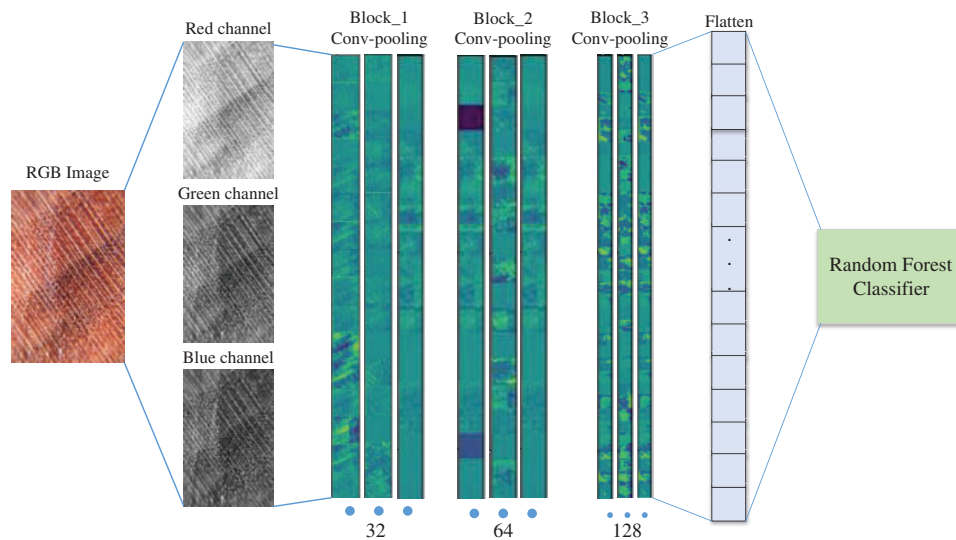 RGB Image
Red channel
Green channel
Blue channel
Block_1
Conv-pooling
32
Block_2
Conv-pooling
64
Block_3
Conv-pooling
128
Flatten
Random Forest
Classifier